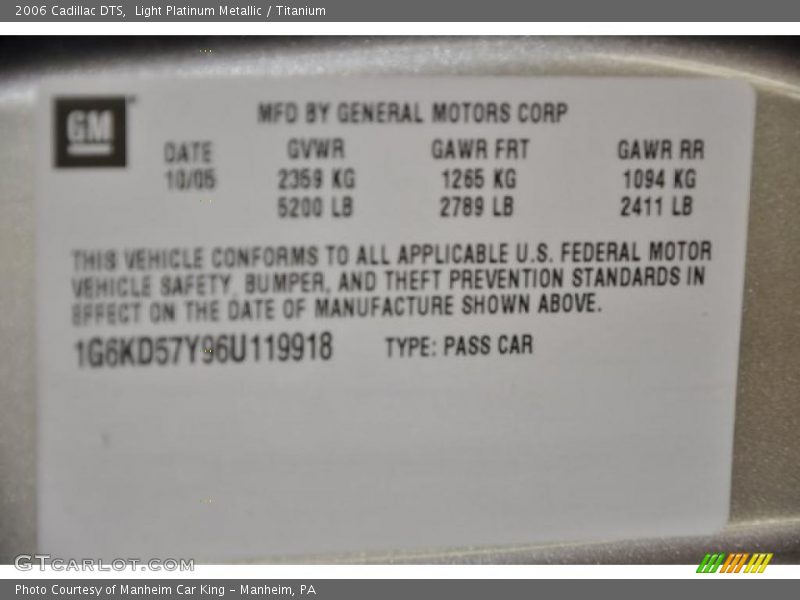 2006 Cadillac DTS, Light Platinum Metallic / Titanium
GM
MFD BY GENERAL MOTORS CORP
DATE GVWR GAWR FRT GAWR RR
10/05 2359 KG 1265 KG 1094 KG
5200 LB 2789 LB 2411 LB
THIS VEHICLE CONFORMS TO ALL APPLICABLE U.S. FEDERAL MOTOR
VEHICLE SAFETY, BUMPER, AND THEFT PREVENTION STANDARDS IN
EFFECT ON THE DATE OF MANUFACTURE SHOWN ABOVE.
1G6KD57Y96U119918 TYPE: PASS CAR
GTCARLOT.COM
Photo Courtesy of Manheim Car King - Manheim, PA